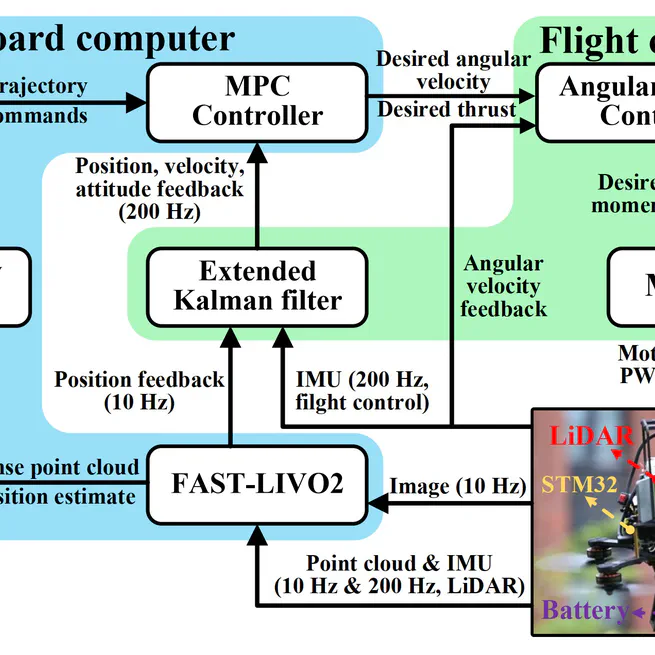 oard computer
Flight c
rajectory
ommands
MPC
Controller
Desired angular
velocity
Desired thrust
Angular
Cont
Position, velocity,
attitude feedback
(200 Hz)
Desire
momen
Extended
Kalman filter
Angular
velocity
feedback
M
Mot
PW
Position feedback
(10 Hz)
IMU (200 Hz,
filght control)
nse point cloud
sition estimate
FAST-LIVO2
Image (10 Hz)
LiDAR
STM32
Point cloud & IMU
(10 Hz & 200 Hz, LiDAR)
Battery